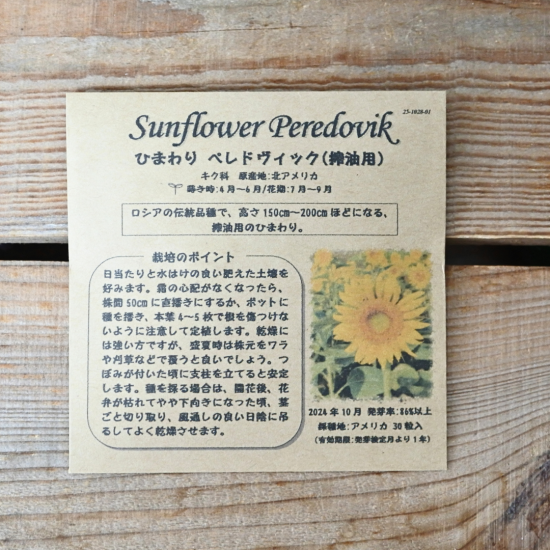 25-1028-01
Sunflower Peredovik
ひまわり ペレドヴィック(搾油用)
キク科 原産地:北アメリカ
蒔き時:4月~6月/花期:7月~9月
ロシアの伝統品種で、高さ150cm~200cmほどになる、
搾油用のひまわり。
栽培のポイント
日当たりと水はけの良い肥えた土壌を
好みます。霜の心配がなくなったら、
株間50cmに直播きにするか、ポットに
種を播き、本葉4~5枚で根を傷つけな
いように注意して定植します。乾燥に
は強い方ですが、盛夏時は株元をワラ
や刈草などで覆うと良いでしょう。つ
ぼみが付いた頃に支柱を立てると安定
します。種を採る場合は、開花後、花
弁が枯れてやや下向きになった頃、茎
ごと切り取り、風通しの良い日陰に吊
るしてよく乾燥させます。
2024年10月 発芽率:86%以上
採種地:アメリカ 30粒入
(有効期限:発芽検定月より1年)